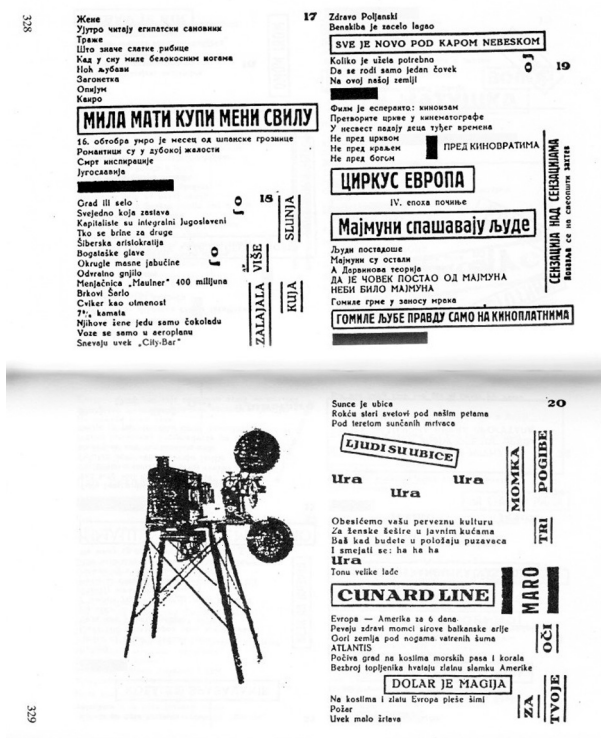 328
17
Жене
Ујутро читају египатски сановник
Траже
Што значе слатке рибице
Кад у сну миле белокосним ногама
Ноћ љубави
Загонетка
Опијум
Каиро
МИЛА МАТИ КУПИ МЕНИ СВИЛУ
16. обтобра умро је месец од шпанске грознице
Романтици су у дубокој жалости
Смрт инспирације
Југославија
18
Grad ili selo
Svejedno koja zastava
Kapitaliste su integralni Jugosloveni
Tko se brine za druge
Šiberska aristokratija
Bogataške glave
Okrugle masne jabučine
Odvratno gnjilo
Menjačnica „Maulner" 400 milijuna
Brkovi Šarlo
Cviker kao otmenost
7% kamata
Njihove žene jedu samo čokoladu
Voze se samo u aeroplanu
Snevaju uvek „City-Bar"
ZALAJALA
VIŠE
KUJA
SLUNJA
Zdravo Poljanski
Benakiba je zacelo lagao
SVE JE NOVO POD KAPOM NEBESKOM
19
Koliko je užela potrebno
Da se rodi samo jedan čovek
Na ovoj našoj zemlji
Филм је есперанто: киноизам
Претворите цркве у кинематографе
У несвест падају деца туђег времена
Не пред црквом
Не пред краљем
Не пред богом
ПРЕД КИНОВРАТИМА
ЦИРКУС ЕВРОПА
IV. епоха почиње
Мајмуни спашавају људе
Људи постадоше
Мајмуни су остали
А Дарвинова теорија
ДА ЈЕ ЧОВЕК ПОСТАО ОД МАЈМУНА
НЕБИ БИЛО МАЈМУНА
Гомиле грме у заносу мрака
ГОМИЛЕ ЉУБЕ ПРАВДУ САМО НА КИНОПЛАТНИМА
СЕНЗАЦИЈА НАД СЕНЗАЦИЈАМА
се на свеопшти захтев
20
Sunce je ubica
Rokću stari svetovi pod našim petama
Pod teretom sunčanih mrtvaca
LJUDI SU UBICE
Ura
Ura
Ura
TRI
MOMKA
POGIBE
Obesićemo vašu perveznu kulturu
Za ženske šešire u javnim kućama
Baš kad budete u položaju puzavaca
I smejati se: ha ha ha
Ura
Tonu velike lađe
CUNARD LINE
Evropa — Amerika za 6 dana
Pevaju zdravi momci sirove balkanske arije
Gori zemlja pod nogama vatrenih šuma
ATLANTIS
Počiva grad na kostima morskih pasa i korala
Bezbroj topljenika hvataju zlatnu slamku Amerike
DOLAR JE MAGIJA
Na kostima i zlatu Evropa pleše šimi
Požar
Uvek malo žrtava
MARO
ZA
TVOJE
OČI
329